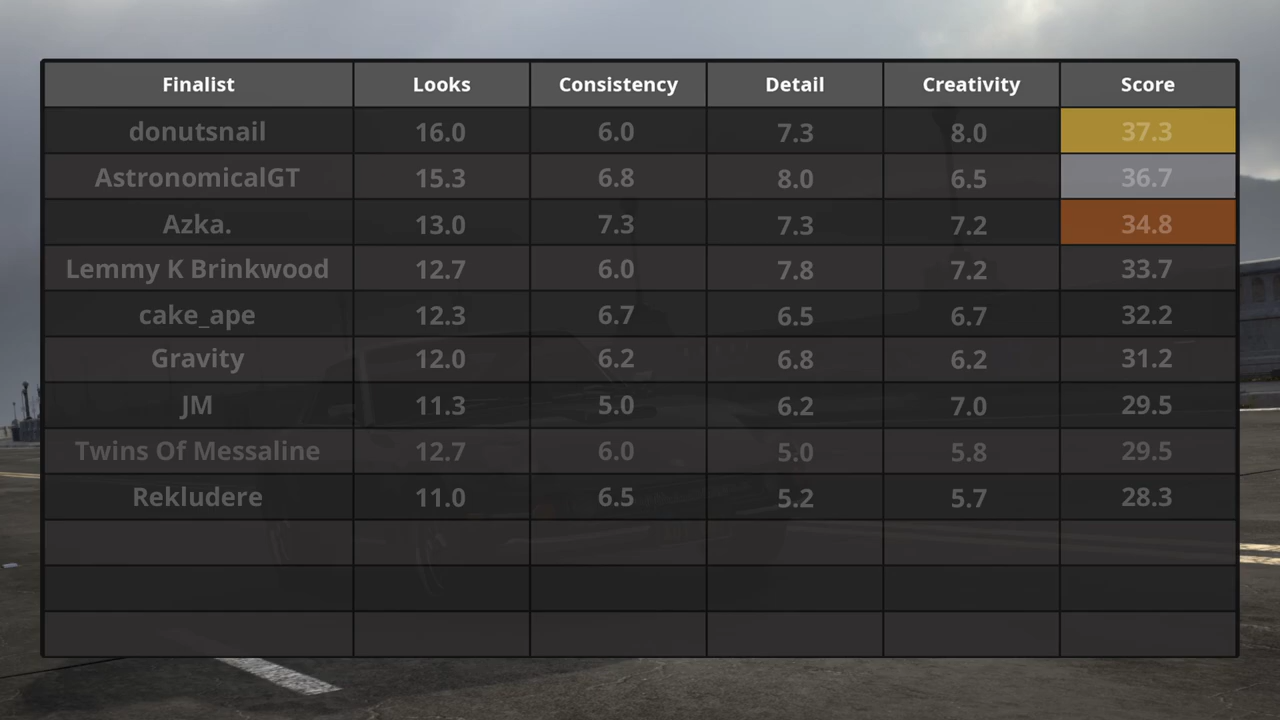 Finalist Looks Consistency Detail Creativity Score
donutsnail 16.0 6.0 7.3 8.0 37.3
AstronomicalGT 15.3 6.8 8.0 6.5 36.7
Azka. 13.0 7.3 7.3 7.2 34.8
Lemmy K Brinkwood 12.7 6.0 7.8 7.2 33.7
cake_ape 12.3 6.7 6.5 6.7 32.2
Gravity 12.0 6.2 6.8 6.2 31.2
JM 11.3 5.0 6.2 7.0 29.5
Twins Of Messaline 12.7 6.0 5.0 5.8 29.5
Rekludere 11.0 6.5 5.2 5.7 28.3